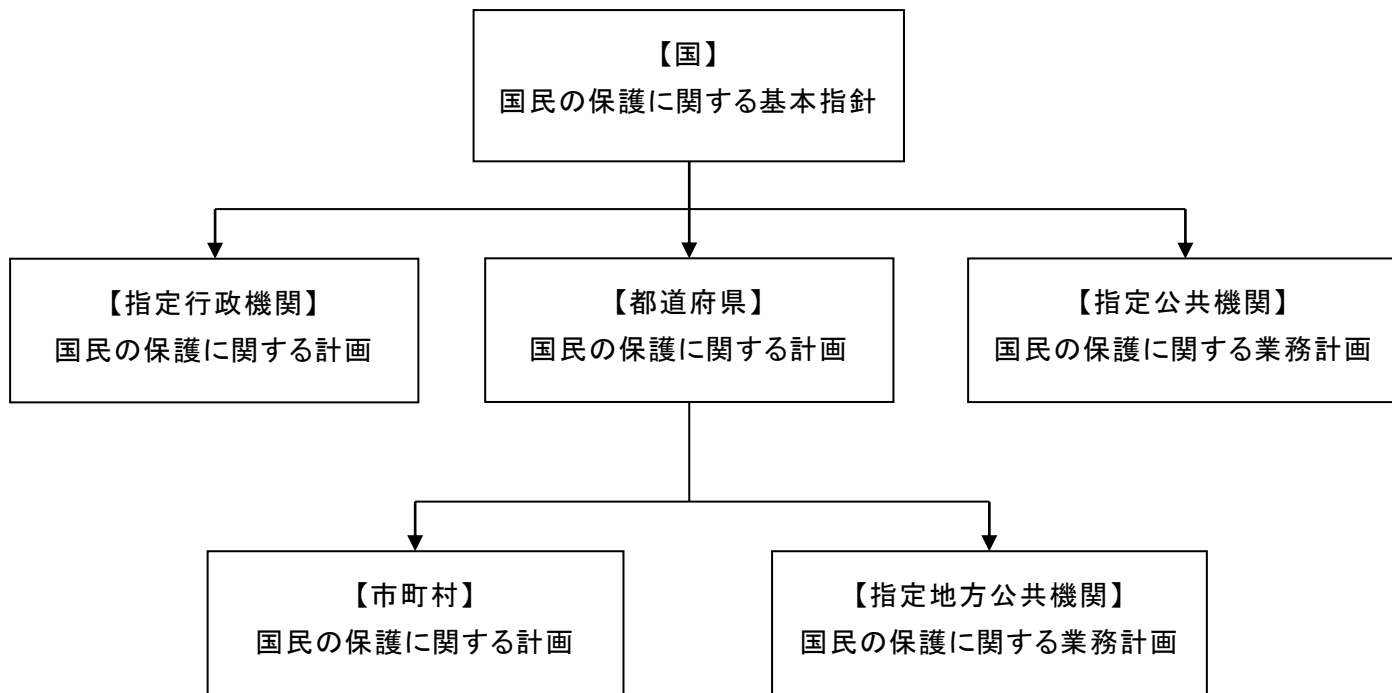 【国】
国民の保護に関する基本指針
【指定行政機関】
国民の保護に関する計画
【都道府県】
国民の保護に関する計画
【指定公共機関】
国民の保護に関する業務計画
【市町村】
国民の保護に関する計画
【指定地方公共機関】
国民の保護に関する業務計画